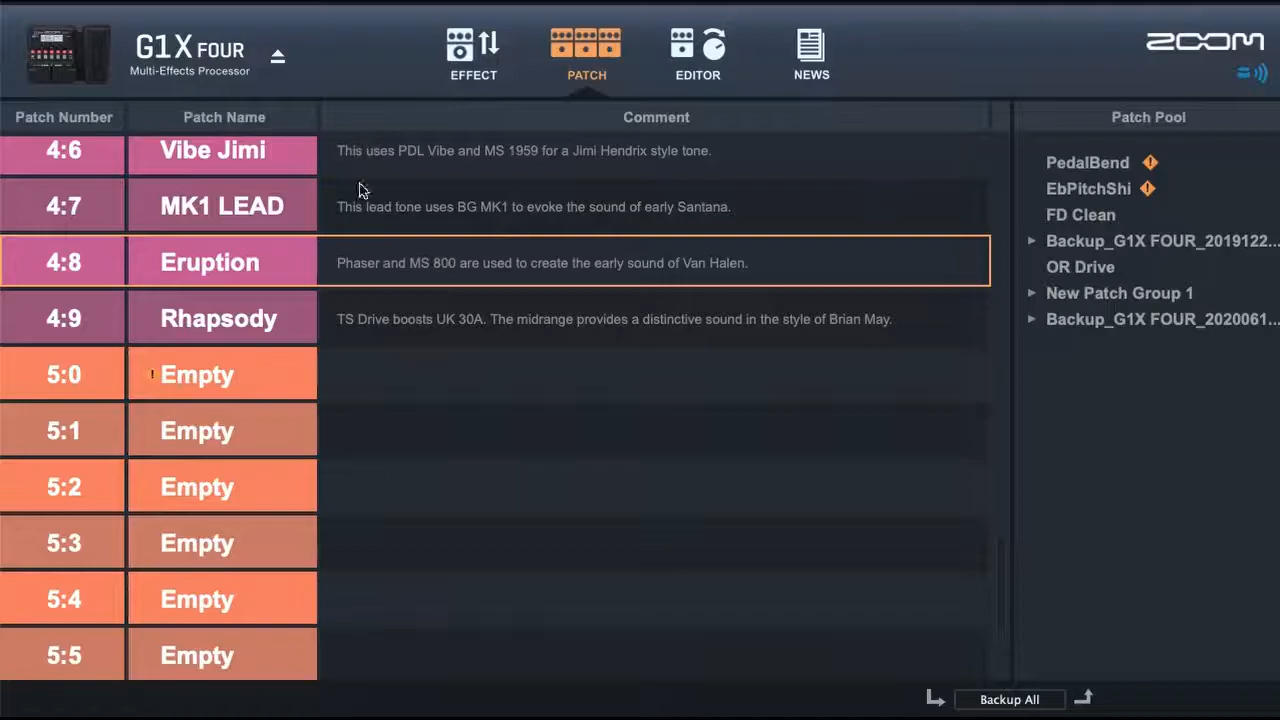 G1X FOUR
Multi-Effects Processor
EFFECT
PATCH
EDITOR
NEWS
ZOOM
Patch Number
Patch Name
Comment
Patch Pool
4:6 Vibe Jimi This uses PDL Vibe and MS 1959 for a Jimi Hendrix style tone.
4:7 MK1 LEAD This lead tone uses BG MK1 to evoke the sound of early Santana.
4:8 Eruption Phaser and MS 800 are used to create the early sound of Van Halen.
4:9 Rhapsody TS Drive boosts UK 30A. The midrange provides a distinctive sound in the style of Brian May.
5:0 ! Empty
5:1 Empty
5:2 Empty
5:3 Empty
5:4 Empty
5:5 Empty
PedalBend !
EbPitchShi !
FD Clean
Backup_G1X FOUR_2019122...
OR Drive
New Patch Group 1
Backup_G1X FOUR_2020061...
Backup All